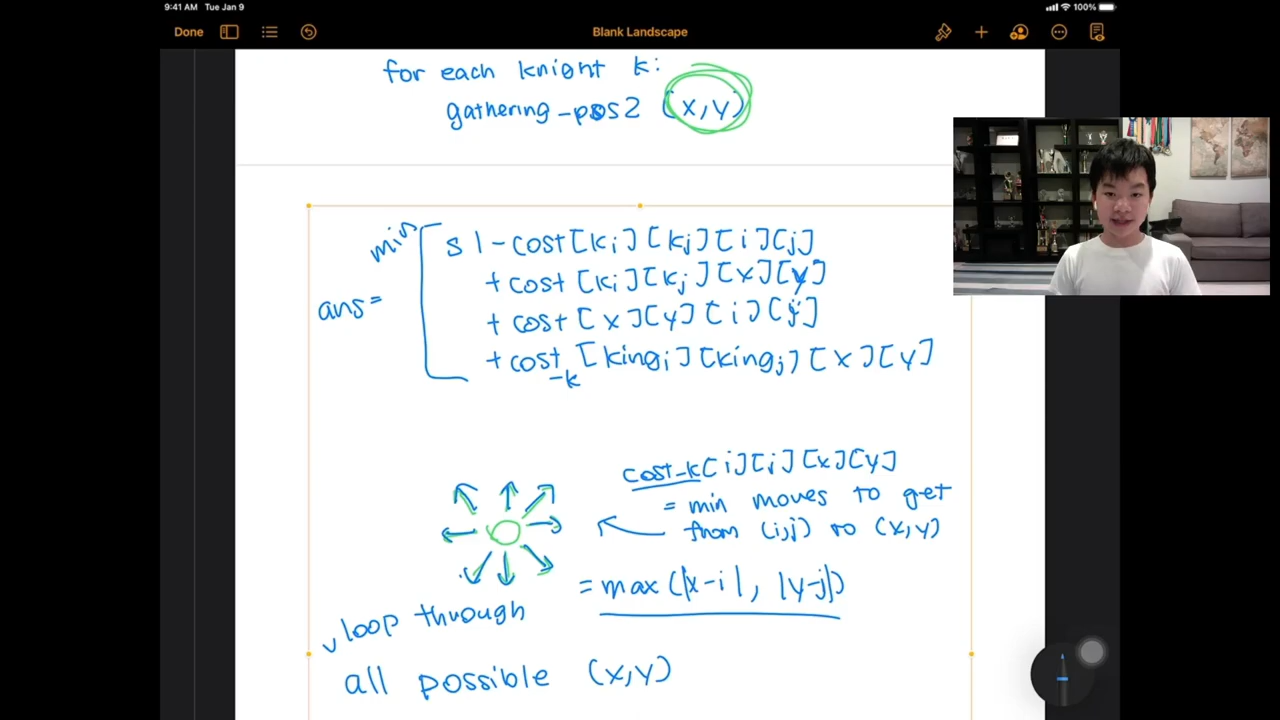 9:41 AM Tue Jan 9
100%
Done
Blank Landscape
for each knight k:
gathering-pos2 (x,y)
ans = min
s1-cost[ki][kj][i][j]
+ cost[ki][kj][x][y]
+ cost[x][y][i][j]
+ cost_k[kingi][kingj][x][y]
cost_k[i][j][x][y]
= min moves to get
from (i,j) to (x,y)
= max(|x-i|, |y-j|)
loop through
all possible (x,y)